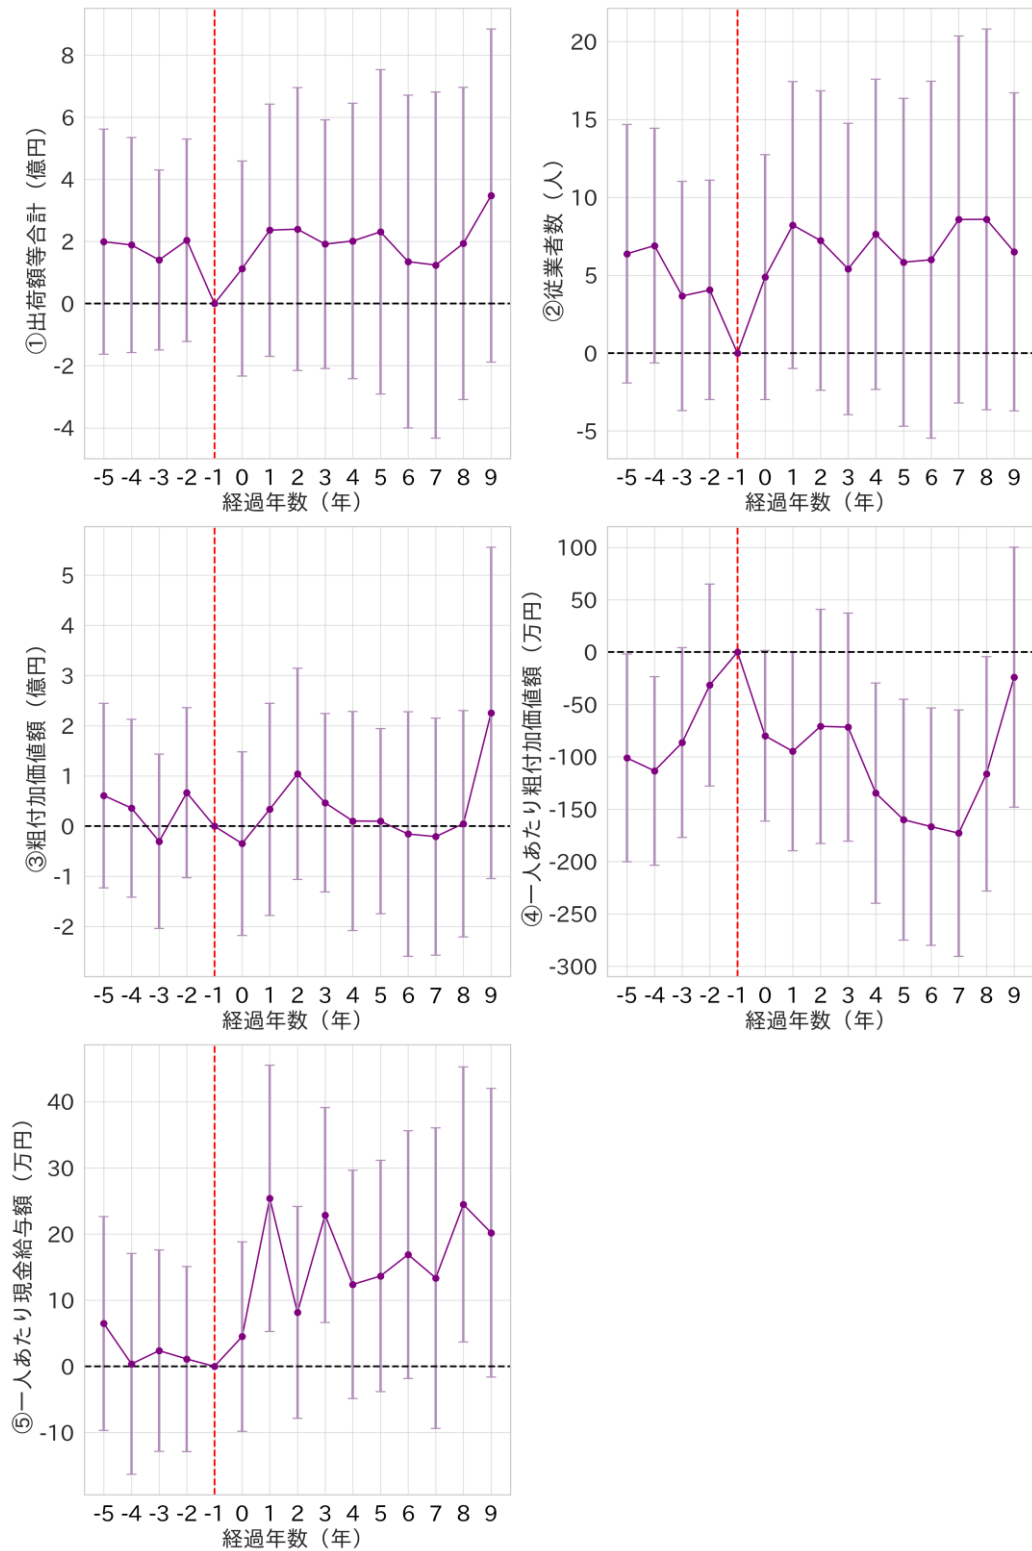 ①出荷額等合計（億円）
8
6
4
2
0
-2
-4
-5 -4 -3 -2 -1 0 1 2 3 4 5 6 7 8 9
経過年数（年）
②従業者数（人）
20
15
10
5
0
-5
-5 -4 -3 -2 -1 0 1 2 3 4 5 6 7 8 9
経過年数（年）
③粗付加価値額（億円）
5
4
3
2
1
0
-1
-2
-5 -4 -3 -2 -1 0 1 2 3 4 5 6 7 8 9
経過年数（年）
④一人あたり粗付加価値額（万円）
100
50
0
-50
-100
-150
-200
-250
-300
-5 -4 -3 -2 -1 0 1 2 3 4 5 6 7 8 9
経過年数（年）
⑤一人あたり現金給与額（万円）
40
30
20
10
0
-10
-5 -4 -3 -2 -1 0 1 2 3 4 5 6 7 8 9
経過年数（年）